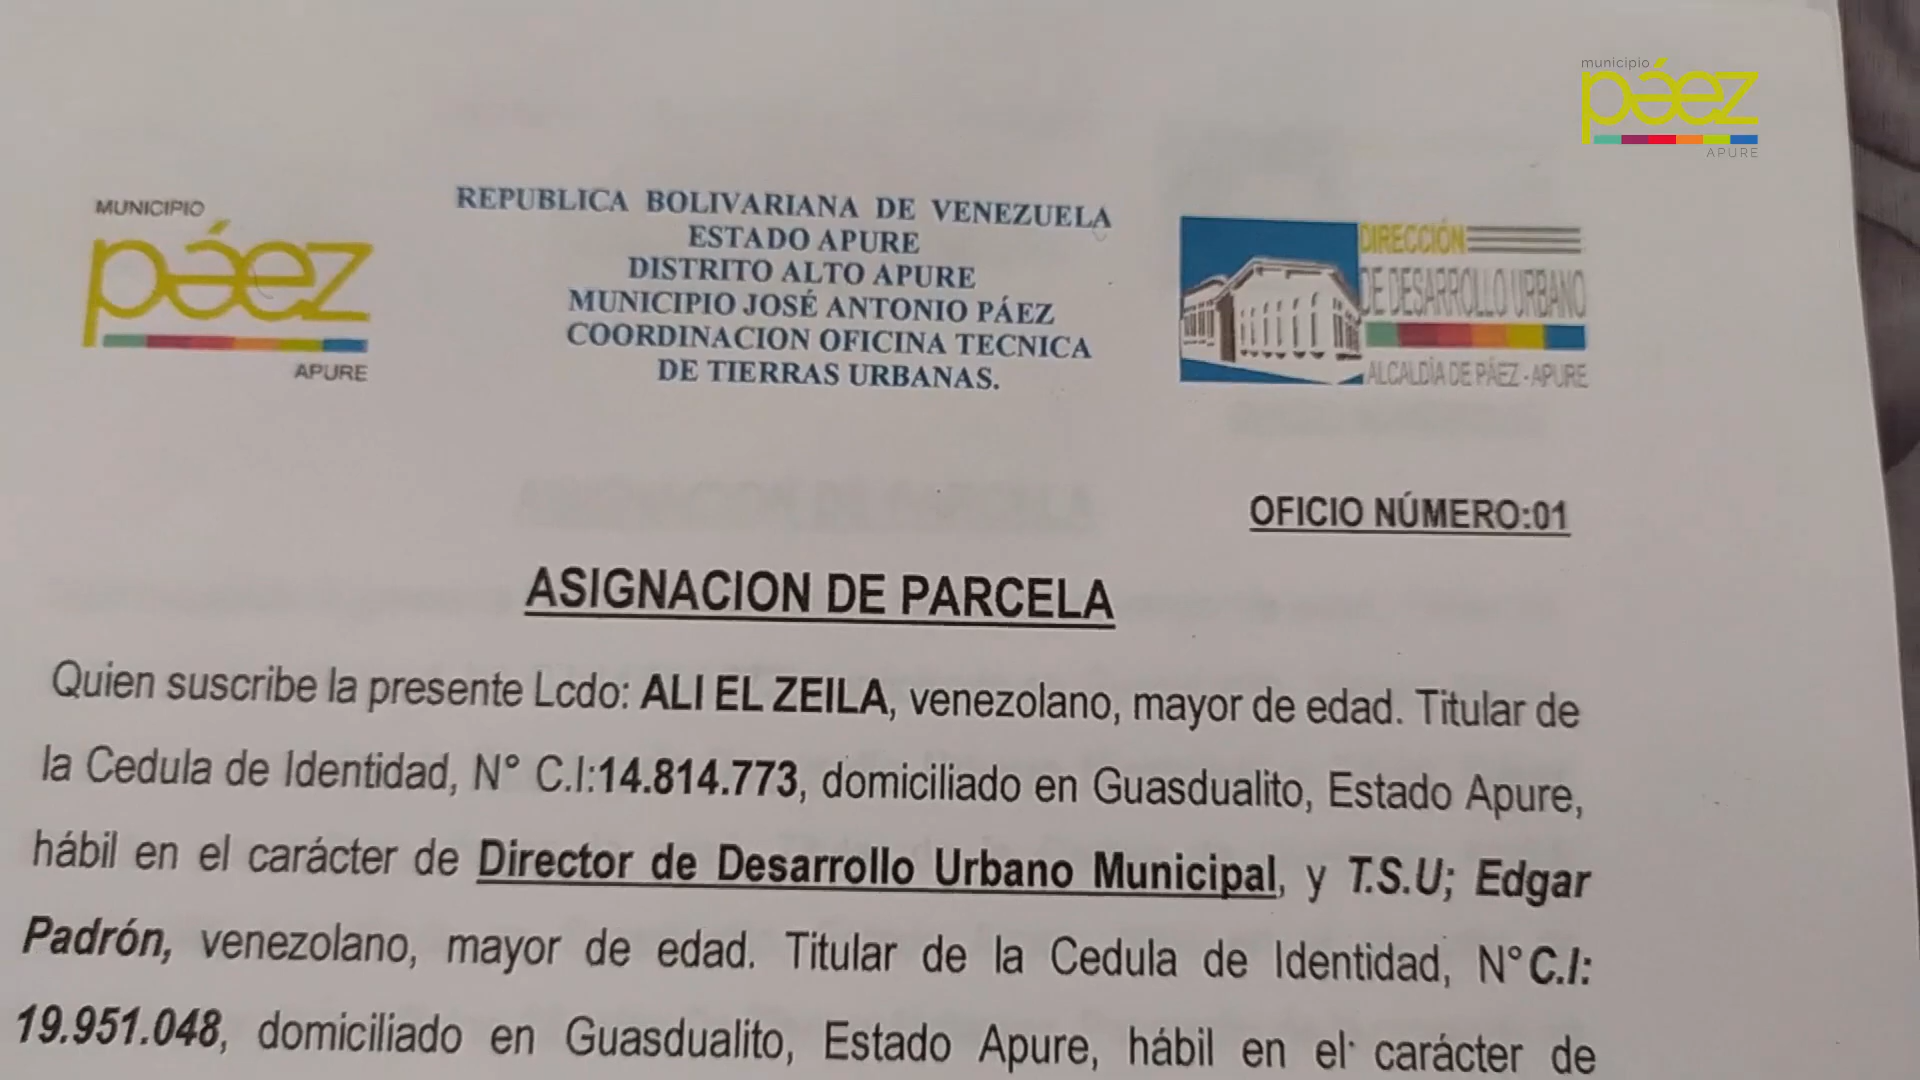 municipio
páez
APURE
MUNICIPIO
páez
APURE
REPUBLICA BOLIVARIANA DE VENEZUELA
ESTADO APURE
DISTRITO ALTO APURE
MUNICIPIO JOSÉ ANTONIO PÁEZ
COORDINACION OFICINA TECNICA
DE TIERRAS URBANAS.
DIRECCIÓN
DE DESARROLLO URBANO
ALCALDÍA DE PÁEZ - APURE
OFICIO NÚMERO:01
ASIGNACION DE PARCELA
Quien suscribe la presente Lcdo: ALI EL ZEILA, venezolano, mayor de edad. Titular de
la Cedula de Identidad, N° C.I:14.814.773, domiciliado en Guasdualito, Estado Apure,
hábil en el carácter de Director de Desarrollo Urbano Municipal, y T.S.U; Edgar
Padrón, venezolano, mayor de edad. Titular de la Cedula de Identidad, N° C.I:
19.951.048, domiciliado en Guasdualito, Estado Apure, hábil en el carácter de